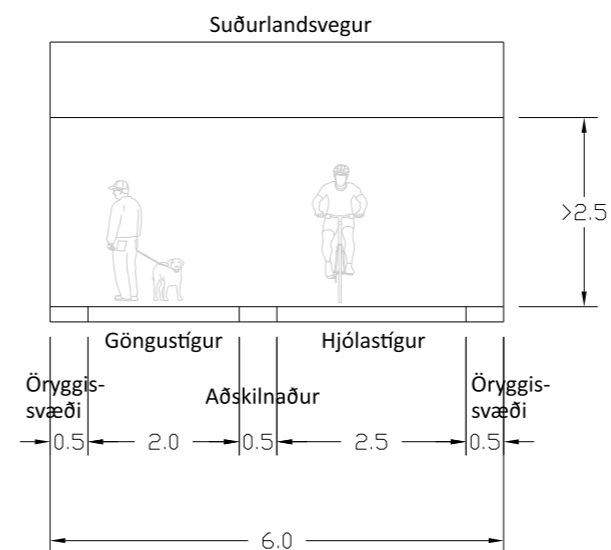 Suðurlandsvegur
>2.5
Göngustígur
Hjólastígur
Öryggis-
svæði
Aðskilnaður
Öryggis-
svæði
0.5
2.0
0.5
2.5
0.5
6.0